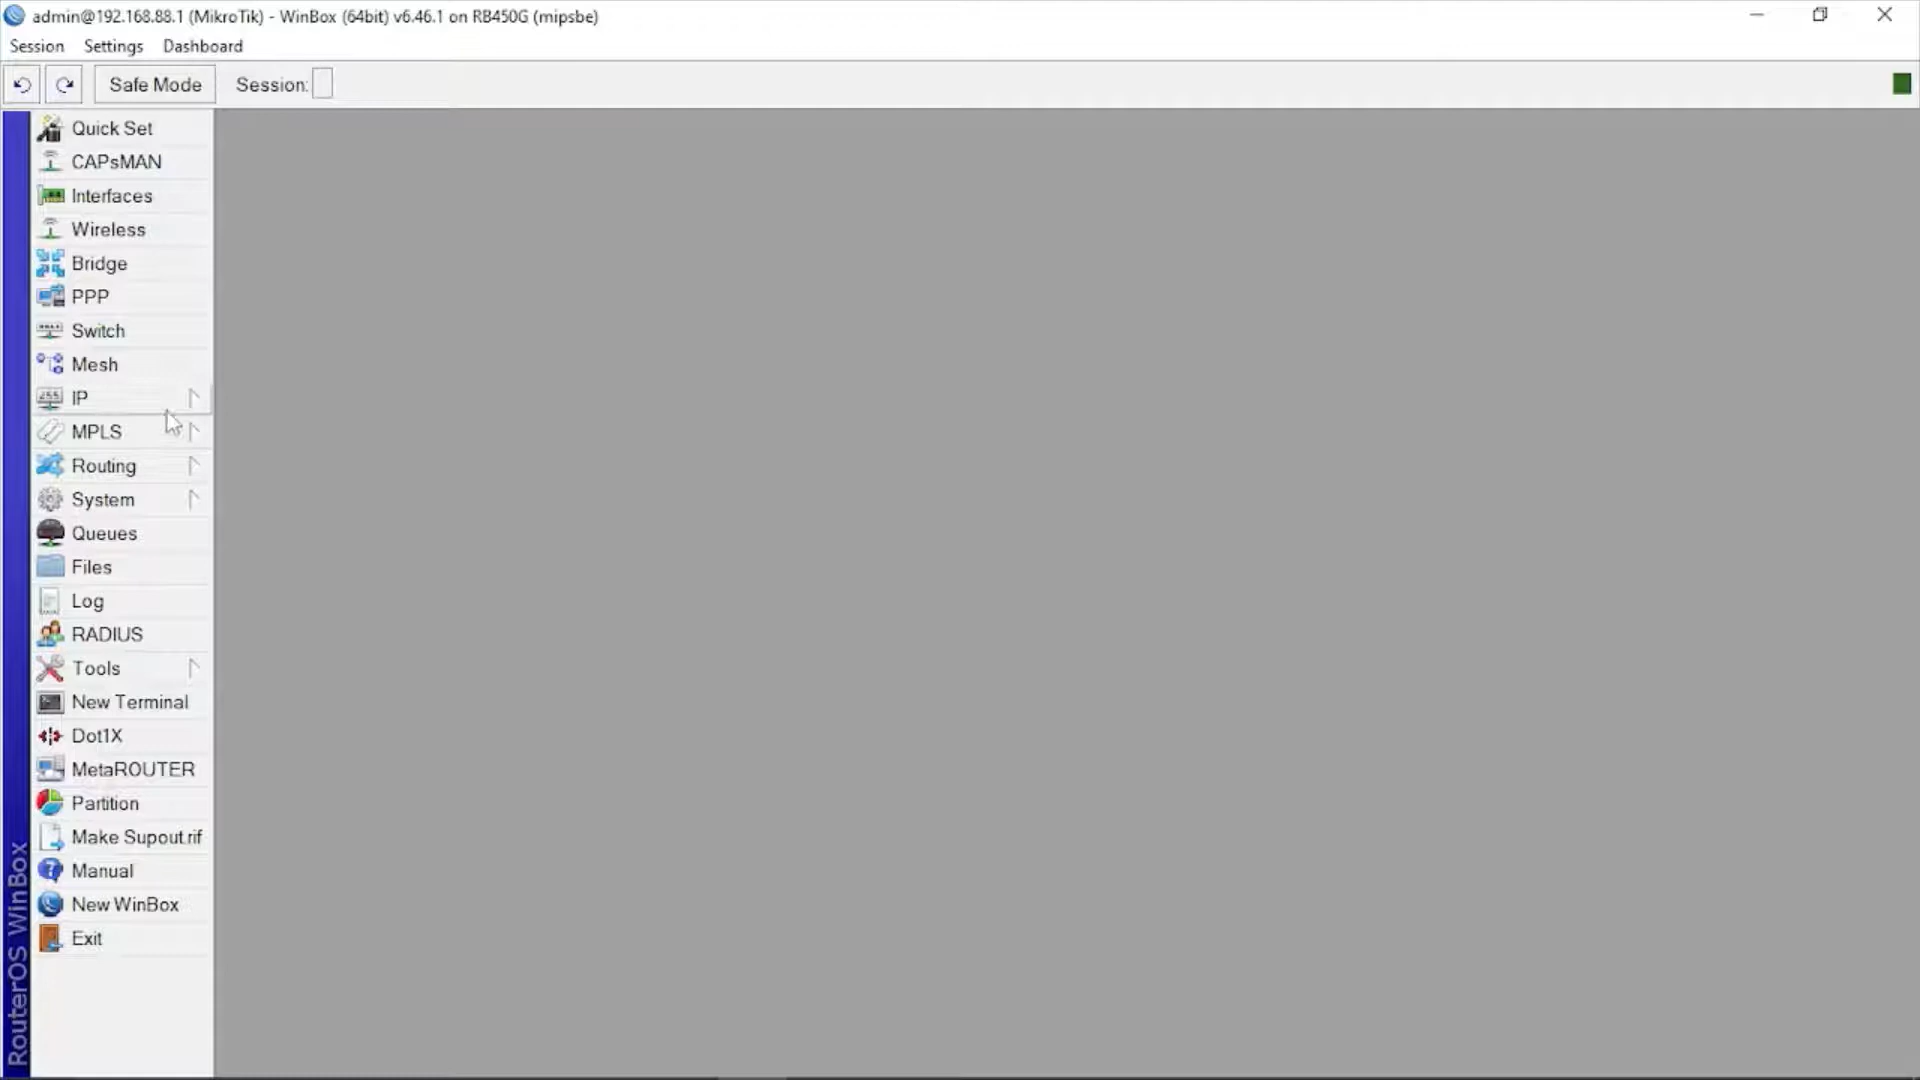 admin@192.168.88.1 (MikroTik) - WinBox (64bit) v6.46.1 on RB450G (mipsbe)
Session Settings Dashboard
Safe Mode Session:
Quick Set
CAPsMAN
Interfaces
Wireless
Bridge
PPP
Switch
Mesh
IP
MPLS
Routing
System
Queues
Files
Log
RADIUS
Tools
New Terminal
Dot1X
MetaROUTER
Partition
Make Supout.rif
Manual
New WinBox
Exit
RouterOS WinBox